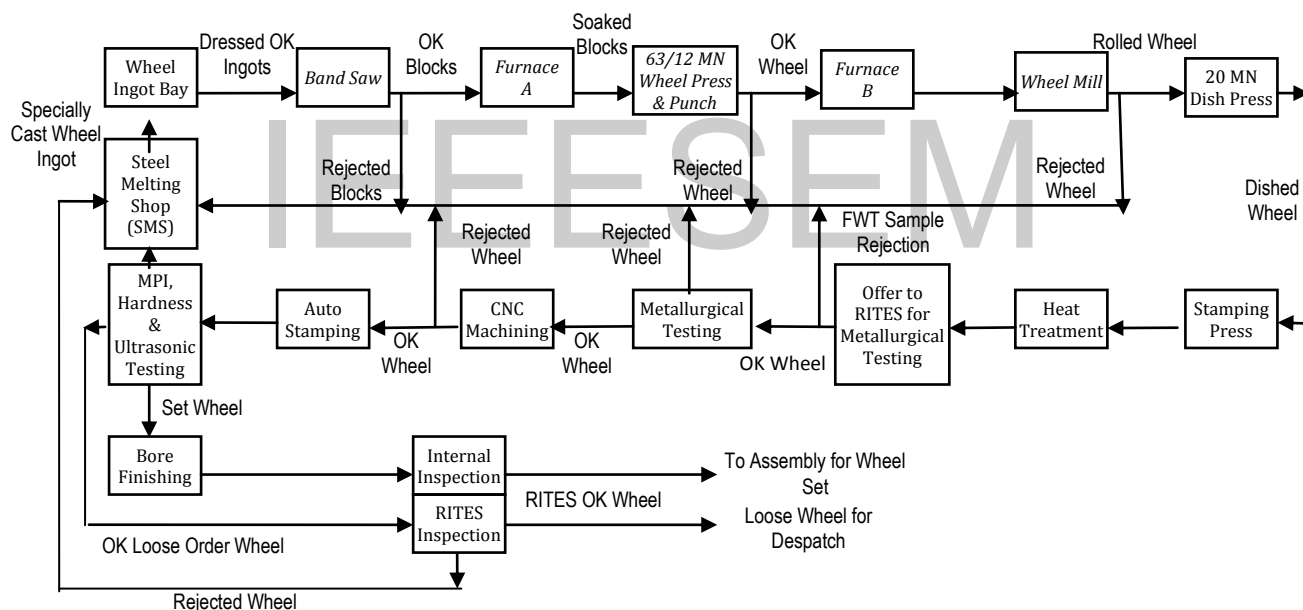 Soaked
Blocks
Dressed OK
Ingots
OK
Blocks
OK
Wheel
Rolled Wheel
Wheel
Ingot Bay
Band Saw
Furnace
A
63/12 MN
Wheel Press
& Punch
Furnace
B
Wheel Mill
20 MN
Dish Press
Specially
Cast Wheel
Ingot
IEEESEM
Steel
Melting
Shop
(SMS)
Rejected
Blocks
Rejected
Wheel
Rejected
Wheel
Dished
Wheel
Rejected
Wheel
Rejected
Wheel
FWT Sample
Rejection
MPI,
Hardness
&
Ultrasonic
Testing
Auto
Stamping
OK
Wheel
CNC
Machining
OK
Wheel
Metallurgical
Testing
OK Wheel
Offer to
RITES for
Metallurgical
Testing
Heat
Treatment
Stamping
Press
Set Wheel
Bore
Finishing
Internal
Inspection
To Assembly for Wheel
Set
RITES OK Wheel
RITES
Inspection
Loose Wheel for
Despatch
OK Loose Order Wheel
Rejected Wheel